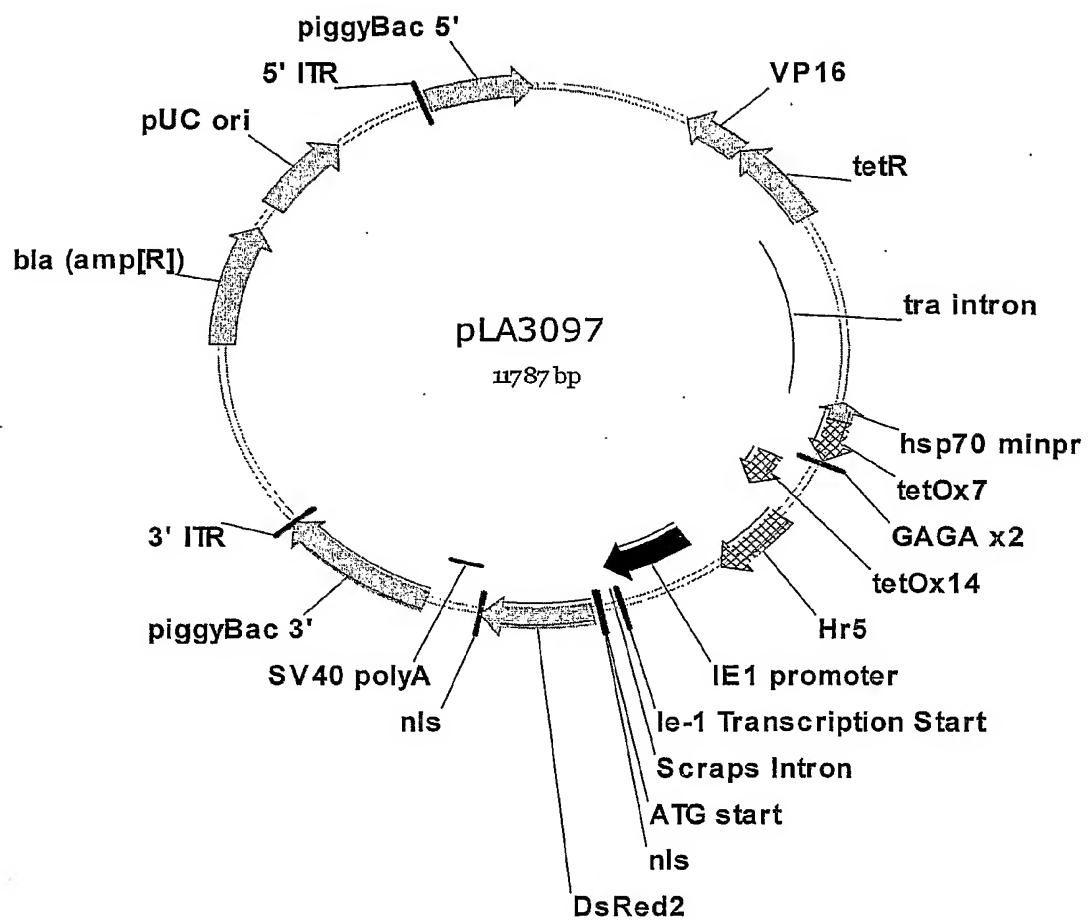 piggyBac 5'
5' ITR
VP16
pUC ori
tetR
bla (amp[R])
tra intron
pLA3097
11787 bp
hsp70 minpr
tetOx7
GAGA x2
3' ITR
tetOx14
piggyBac 3'
Hr5
SV40 polyA
IE1 promoter
nls
Ie-1 Transcription Start
Scraps Intron
ATG start
nls
DsRed2